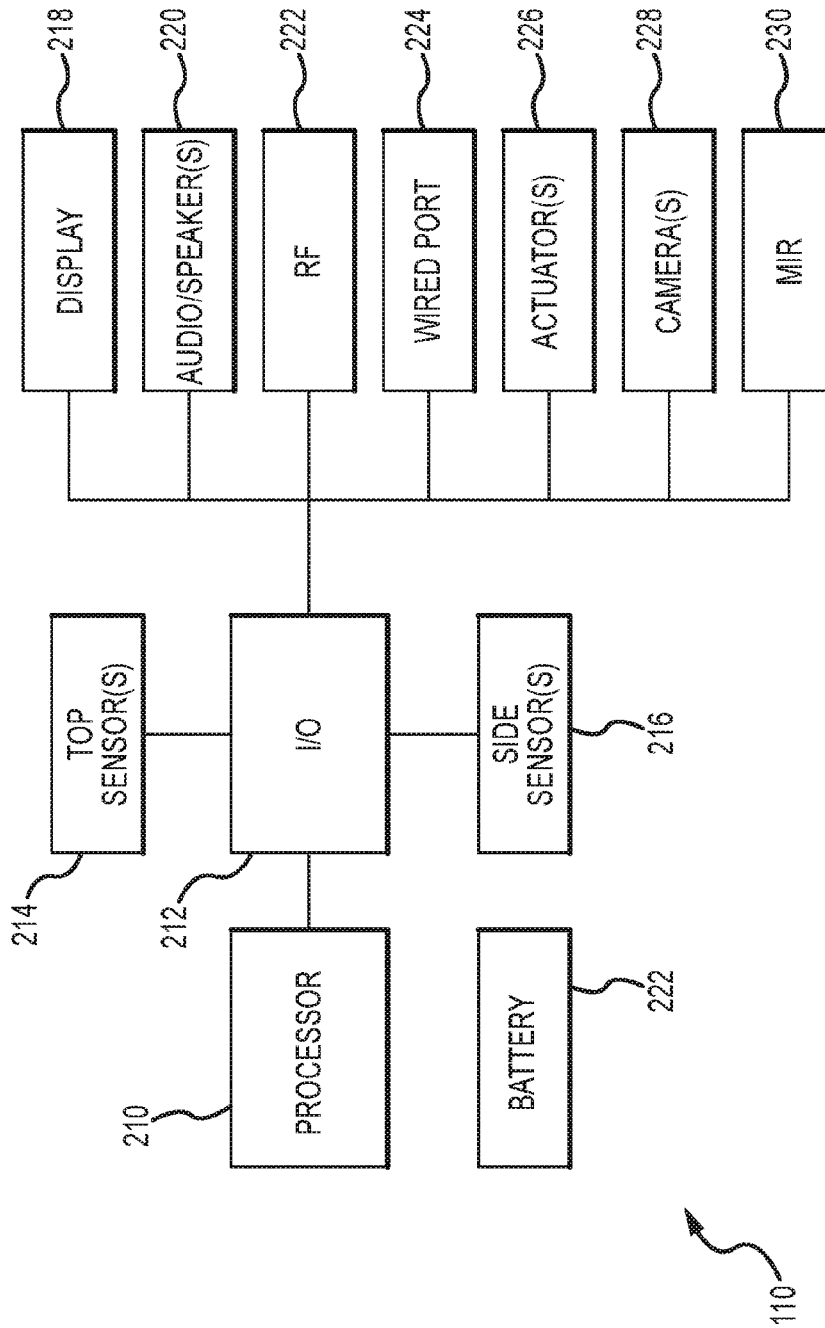 214
TOP
SENSOR(S)
DISPLAY
218
210
212
AUDIO/SPEAKER(S)
220
PROCESSOR
I/O
RF
222
WIRED PORT
224
BATTERY
SIDE
SENSOR(S)
ACTUATOR(S)
226
222
216
CAMERA(S)
228
110
MIR
230